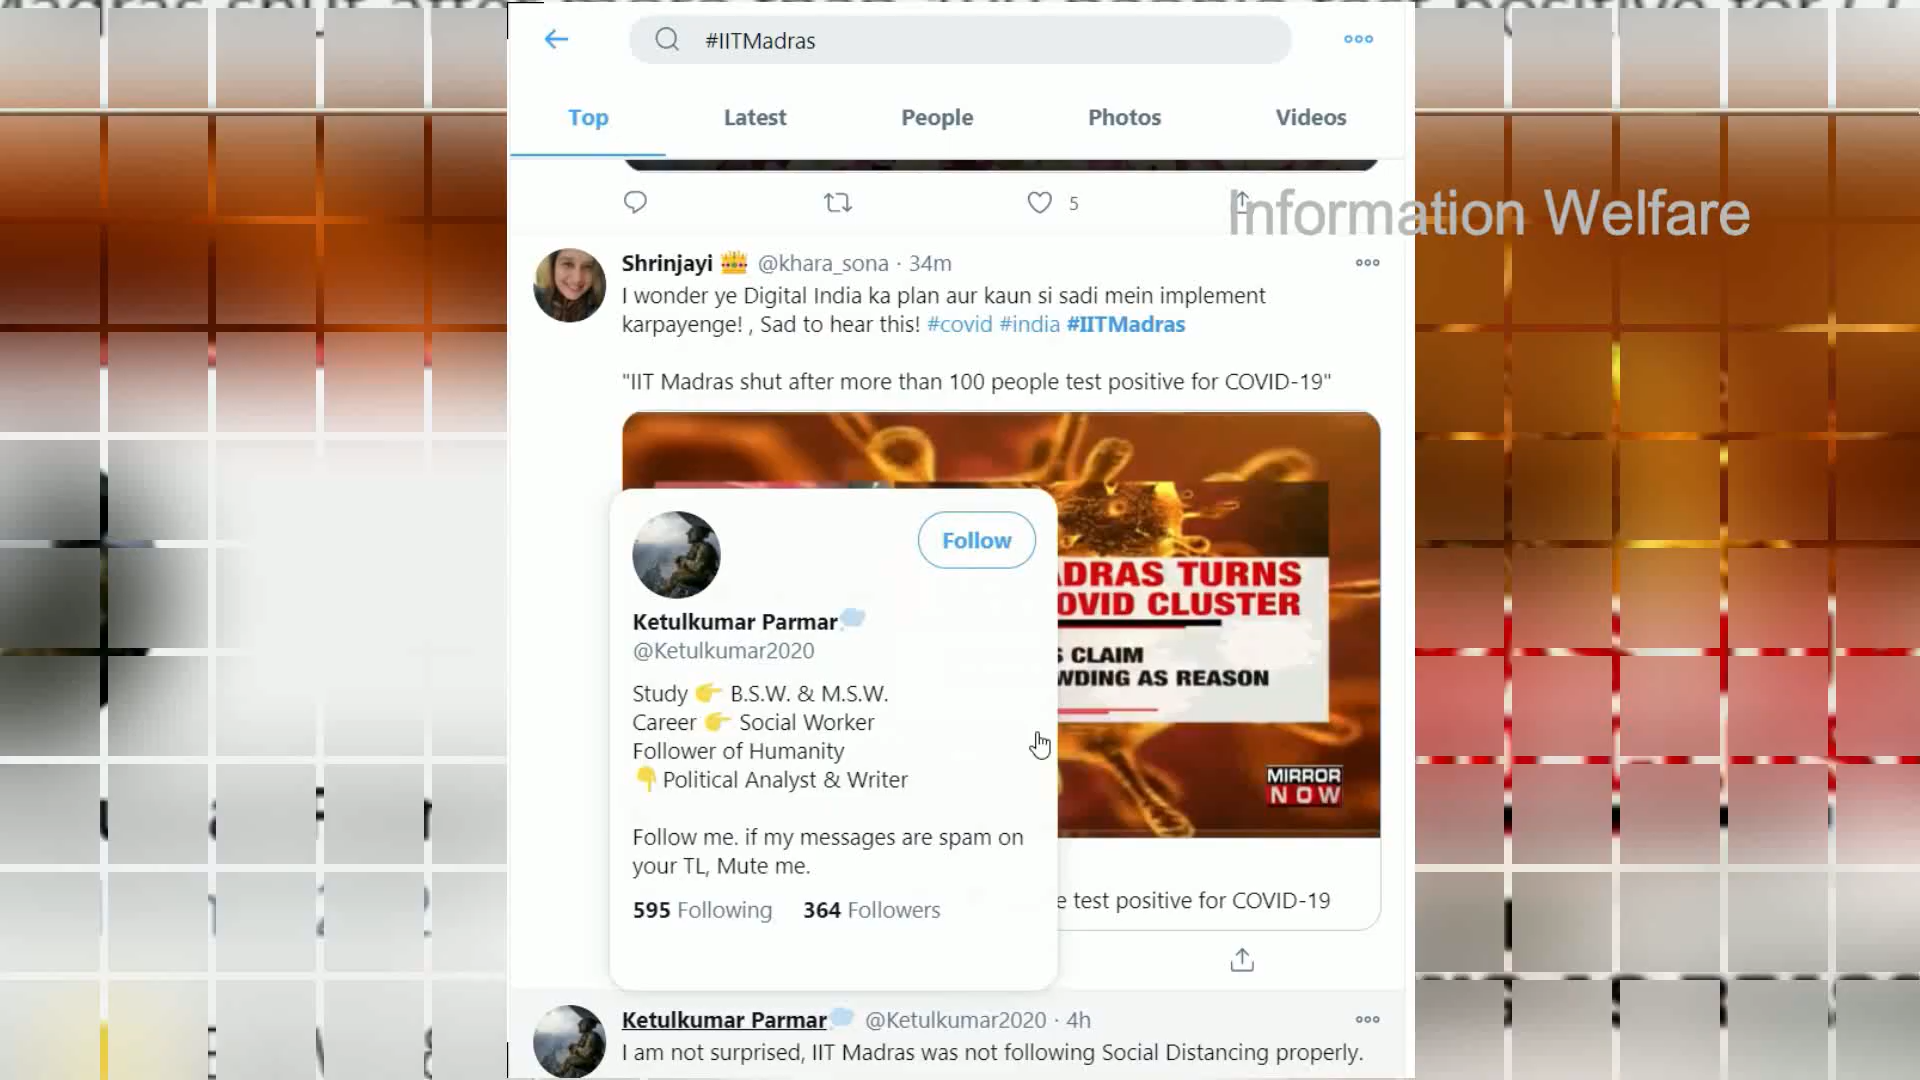 #IITMadras
Top
Latest
People
Photos
Videos
5
Information Welfare
Shrinjayi 👑 @khara_sona · 34m
I wonder ye Digital India ka plan aur kaun si sadi mein implement
karpayenge! , Sad to hear this! #covid #india #IITMadras
"IIT Madras shut after more than 100 people test positive for COVID-19"
Follow
ADRAS TURNS
OVID CLUSTER
Ketulkumar Parmar
@Ketulkumar2020
CLAIM
WDING AS REASON
Study 👉 B.S.W. & M.S.W.
Career 👉 Social Worker
Follower of Humanity
👇 Political Analyst & Writer
MIRROR
NOW
Follow me. if my messages are spam on
your TL, Mute me.
595 Following 364 Followers
e test positive for COVID-19
Ketulkumar Parmar @Ketulkumar2020 · 4h
I am not surprised, IIT Madras was not following Social Distancing properly.